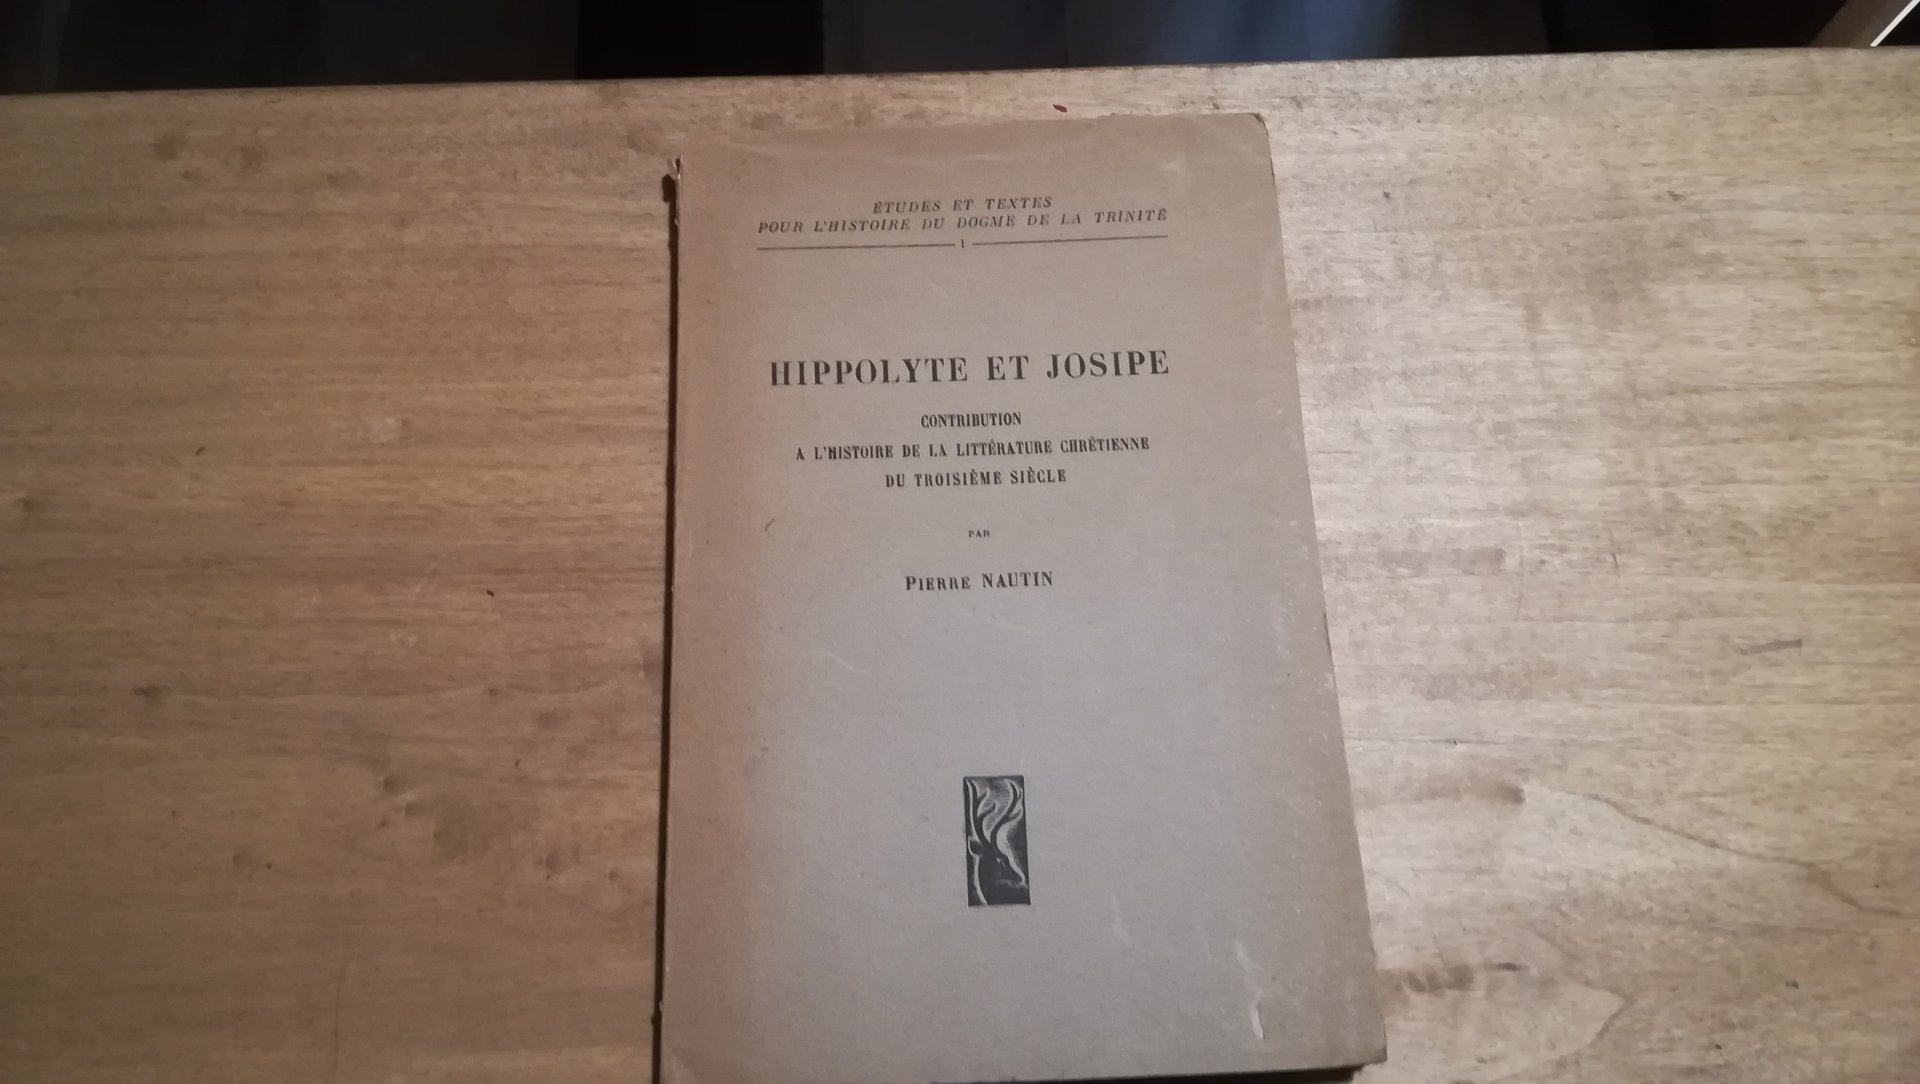 ÉTUDES ET TEXTES
POUR L'HISTOIRE DU DOGME DE LA TRINITÉ
1
HIPPOLYTE ET JOSIPE
CONTRIBUTION
A L'HISTOIRE DE LA LITTÉRATURE CHRÉTIENNE
DU TROISIÈME SIÈCLE
PAR
PIERRE NAUTIN